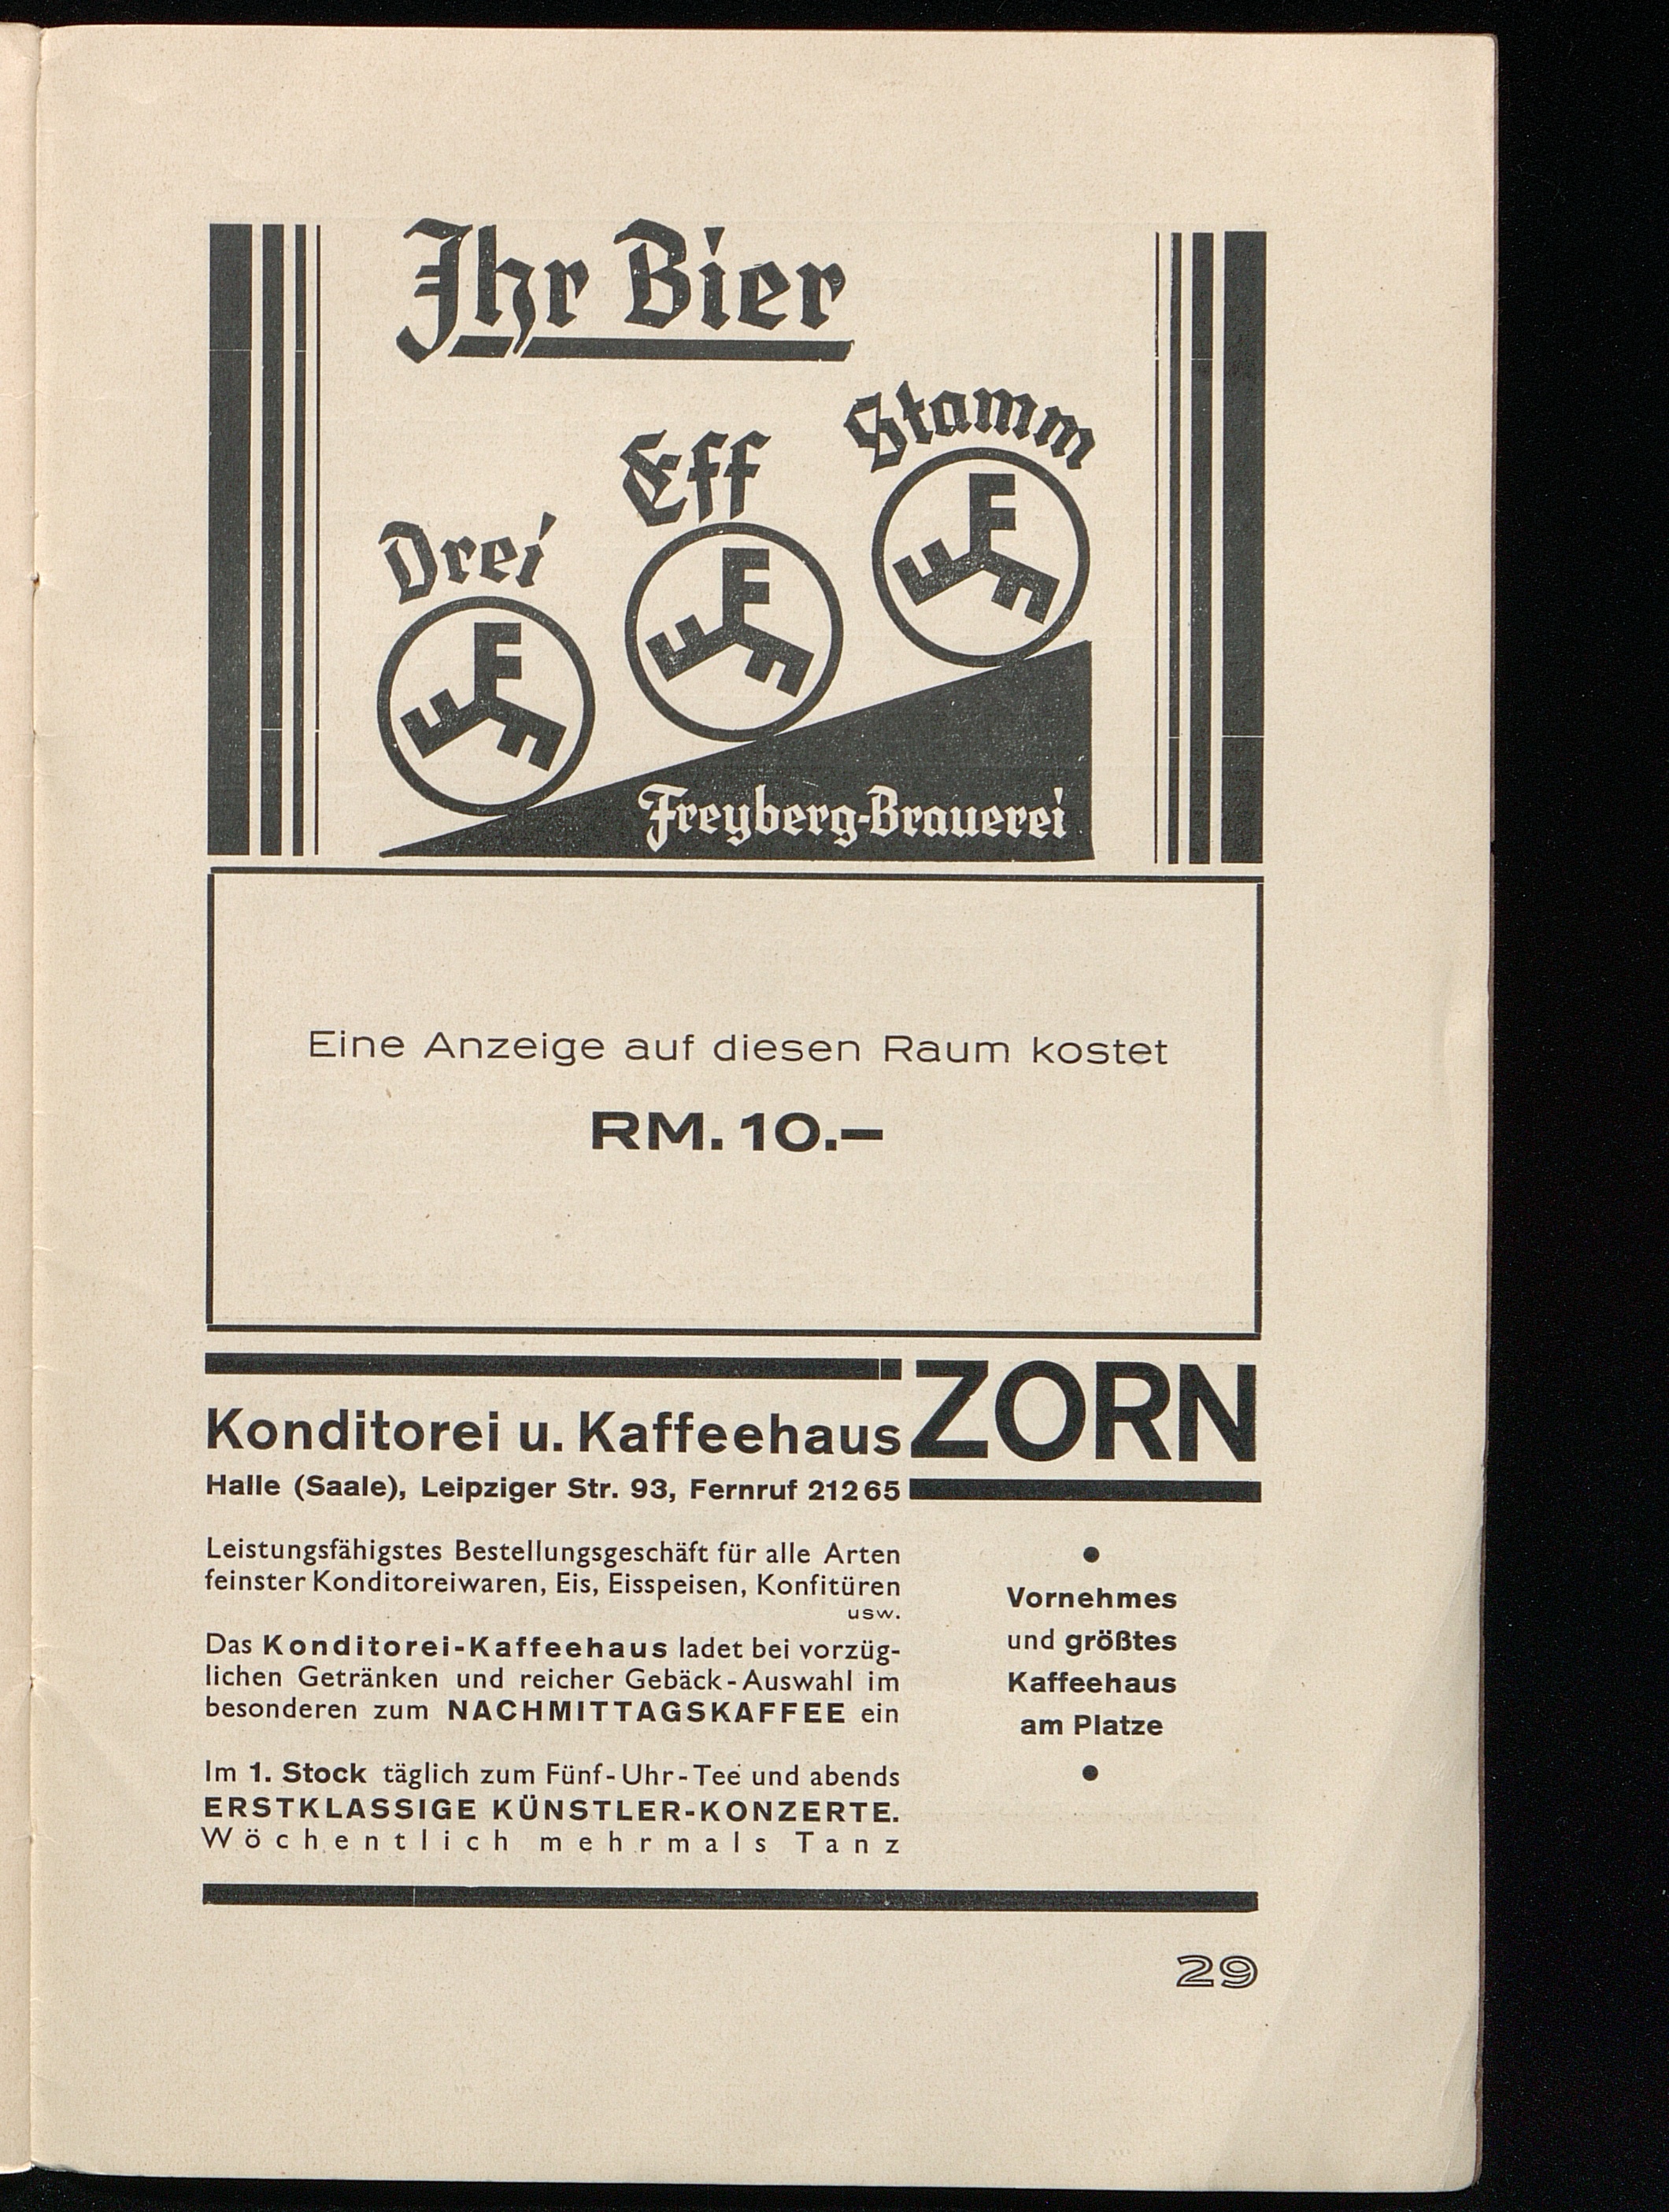 Ihr Bier
Drei
Eff
Stamm
FFF
FFF
FFF
Freyberg-Brauerei
Eine Anzeige auf diesen Raum kostet
RM. 10.–
Konditorei u. Kaffeehaus ZORN
Halle (Saale), Leipziger Str. 93, Fernruf 21265
Leistungsfähigstes Bestellungsgeschäft für alle Arten
feinster Konditoreiwaren, Eis, Eisspeisen, Konfitüren
usw.
Das Konditorei-Kaffeehaus ladet bei vorzüg-
lichen Getränken und reicher Gebäck-Auswahl im
besonderen zum NACHMITTAGSKAFFEE ein
Im 1. Stock täglich zum Fünf-Uhr-Tee und abends
ERSTKLASSIGE KÜNSTLER-KONZERTE.
Wöchentlich mehrmals Tanz
Vornehmes
und größtes
Kaffeehaus
am Platze
29